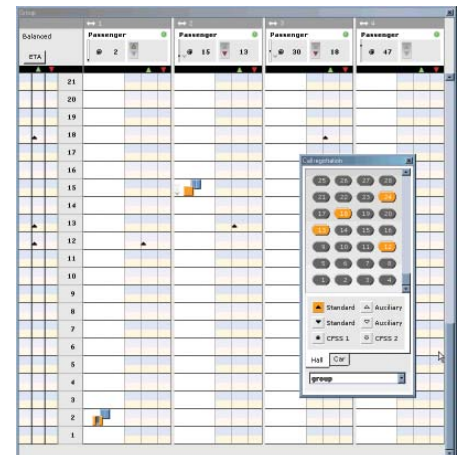 Group
1 2 3 4
Balanced Passenger Passenger Passenger Passenger
2 15 13 30 18 47
ETA
21
20
19
18
17
16
15
14
13
12
11
10
9
8
7
6
5
4
3
2
1
Call registration
25 26 27 28
21 22 23 24
17 18 19 20
13 14 15 16
9 10 11 12
5 6 7 8
1 2 3 4
Standard Auxiliary
Standard Auxiliary
CFSS 1 CFSS 2
Hall Car
group